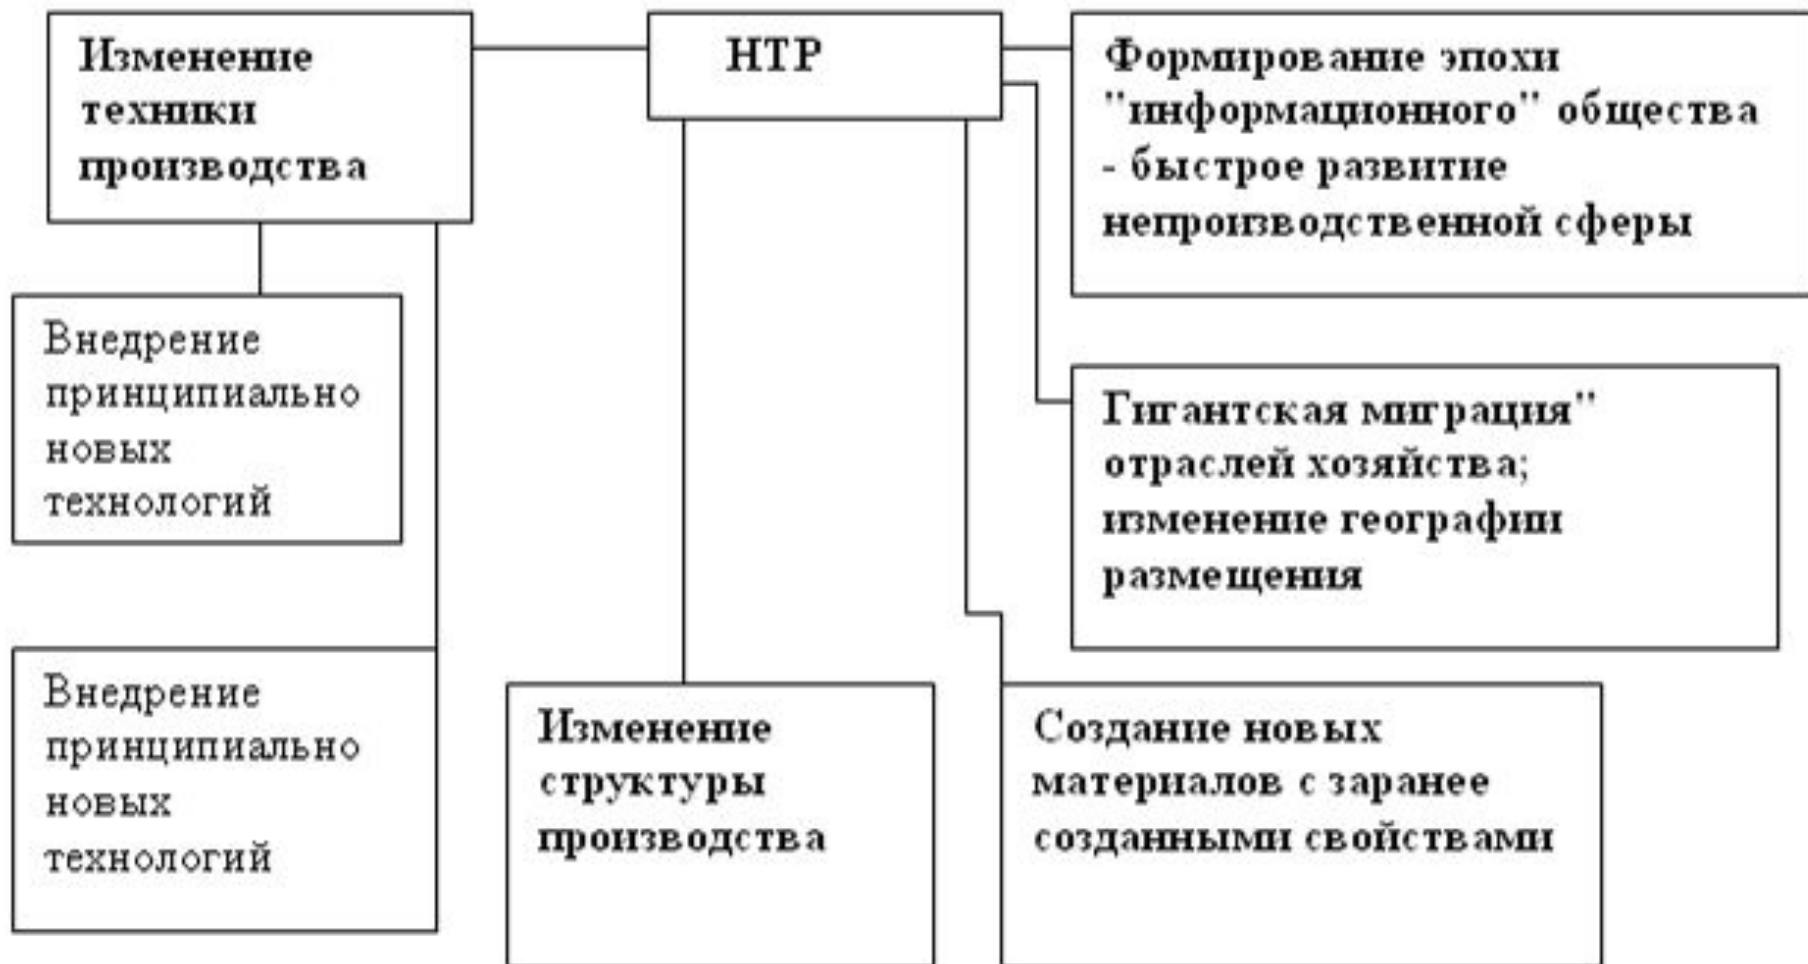 Изменение
техники
производства
НТР
Формирование эпохи
"информационного" общества
- быстрое развитие
непроизводственной сферы
Внедрение
принципиально
новых
технологий
Гигантская миграция"
отраслей хозяйства;
изменение географии
размещения
Внедрение
принципиально
новых
технологий
Изменение
структуры
производства
Создание новых
материалов с заранее
созданными свойствами